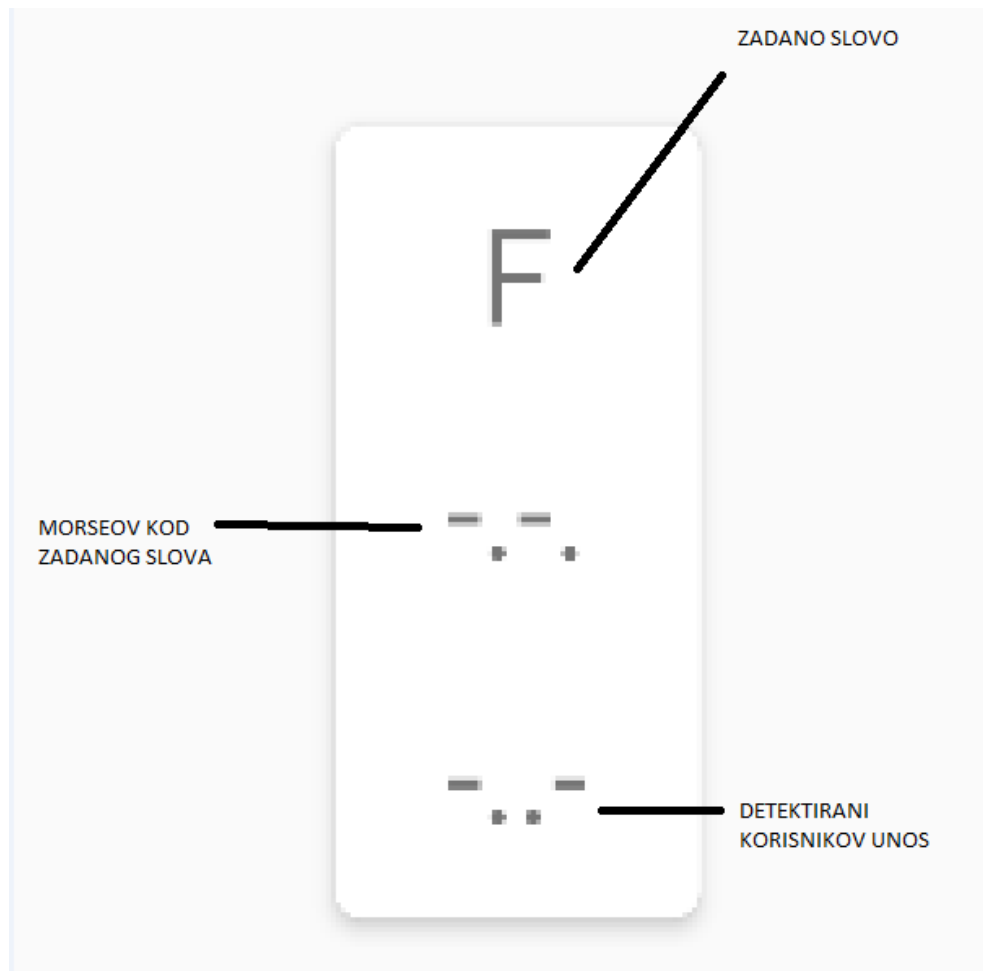 ZADANO SLOVO
F
MORSEOV KOD
ZADANOG SLOVA
-.-.
-..-
DETEKTIRANI
KORISNIKOV UNOS